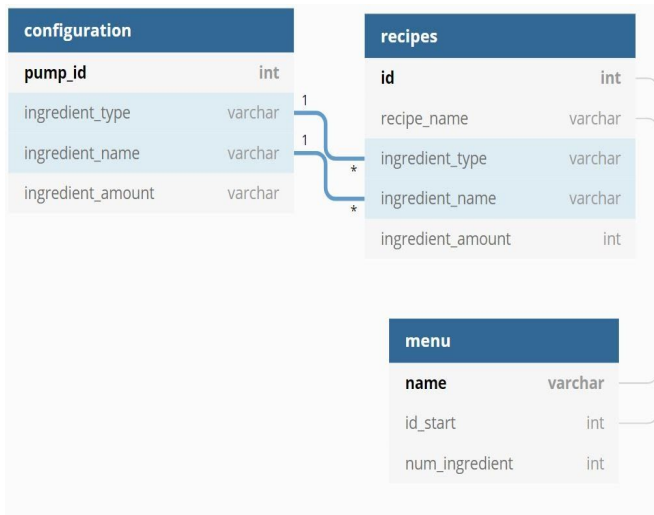 configuration
pump_id int
ingredient_type varchar
ingredient_name varchar
ingredient_amount varchar
1
1
*
*
recipes
id int
recipe_name varchar
ingredient_type varchar
ingredient_name varchar
ingredient_amount int
menu
name varchar
id_start int
num_ingredient int